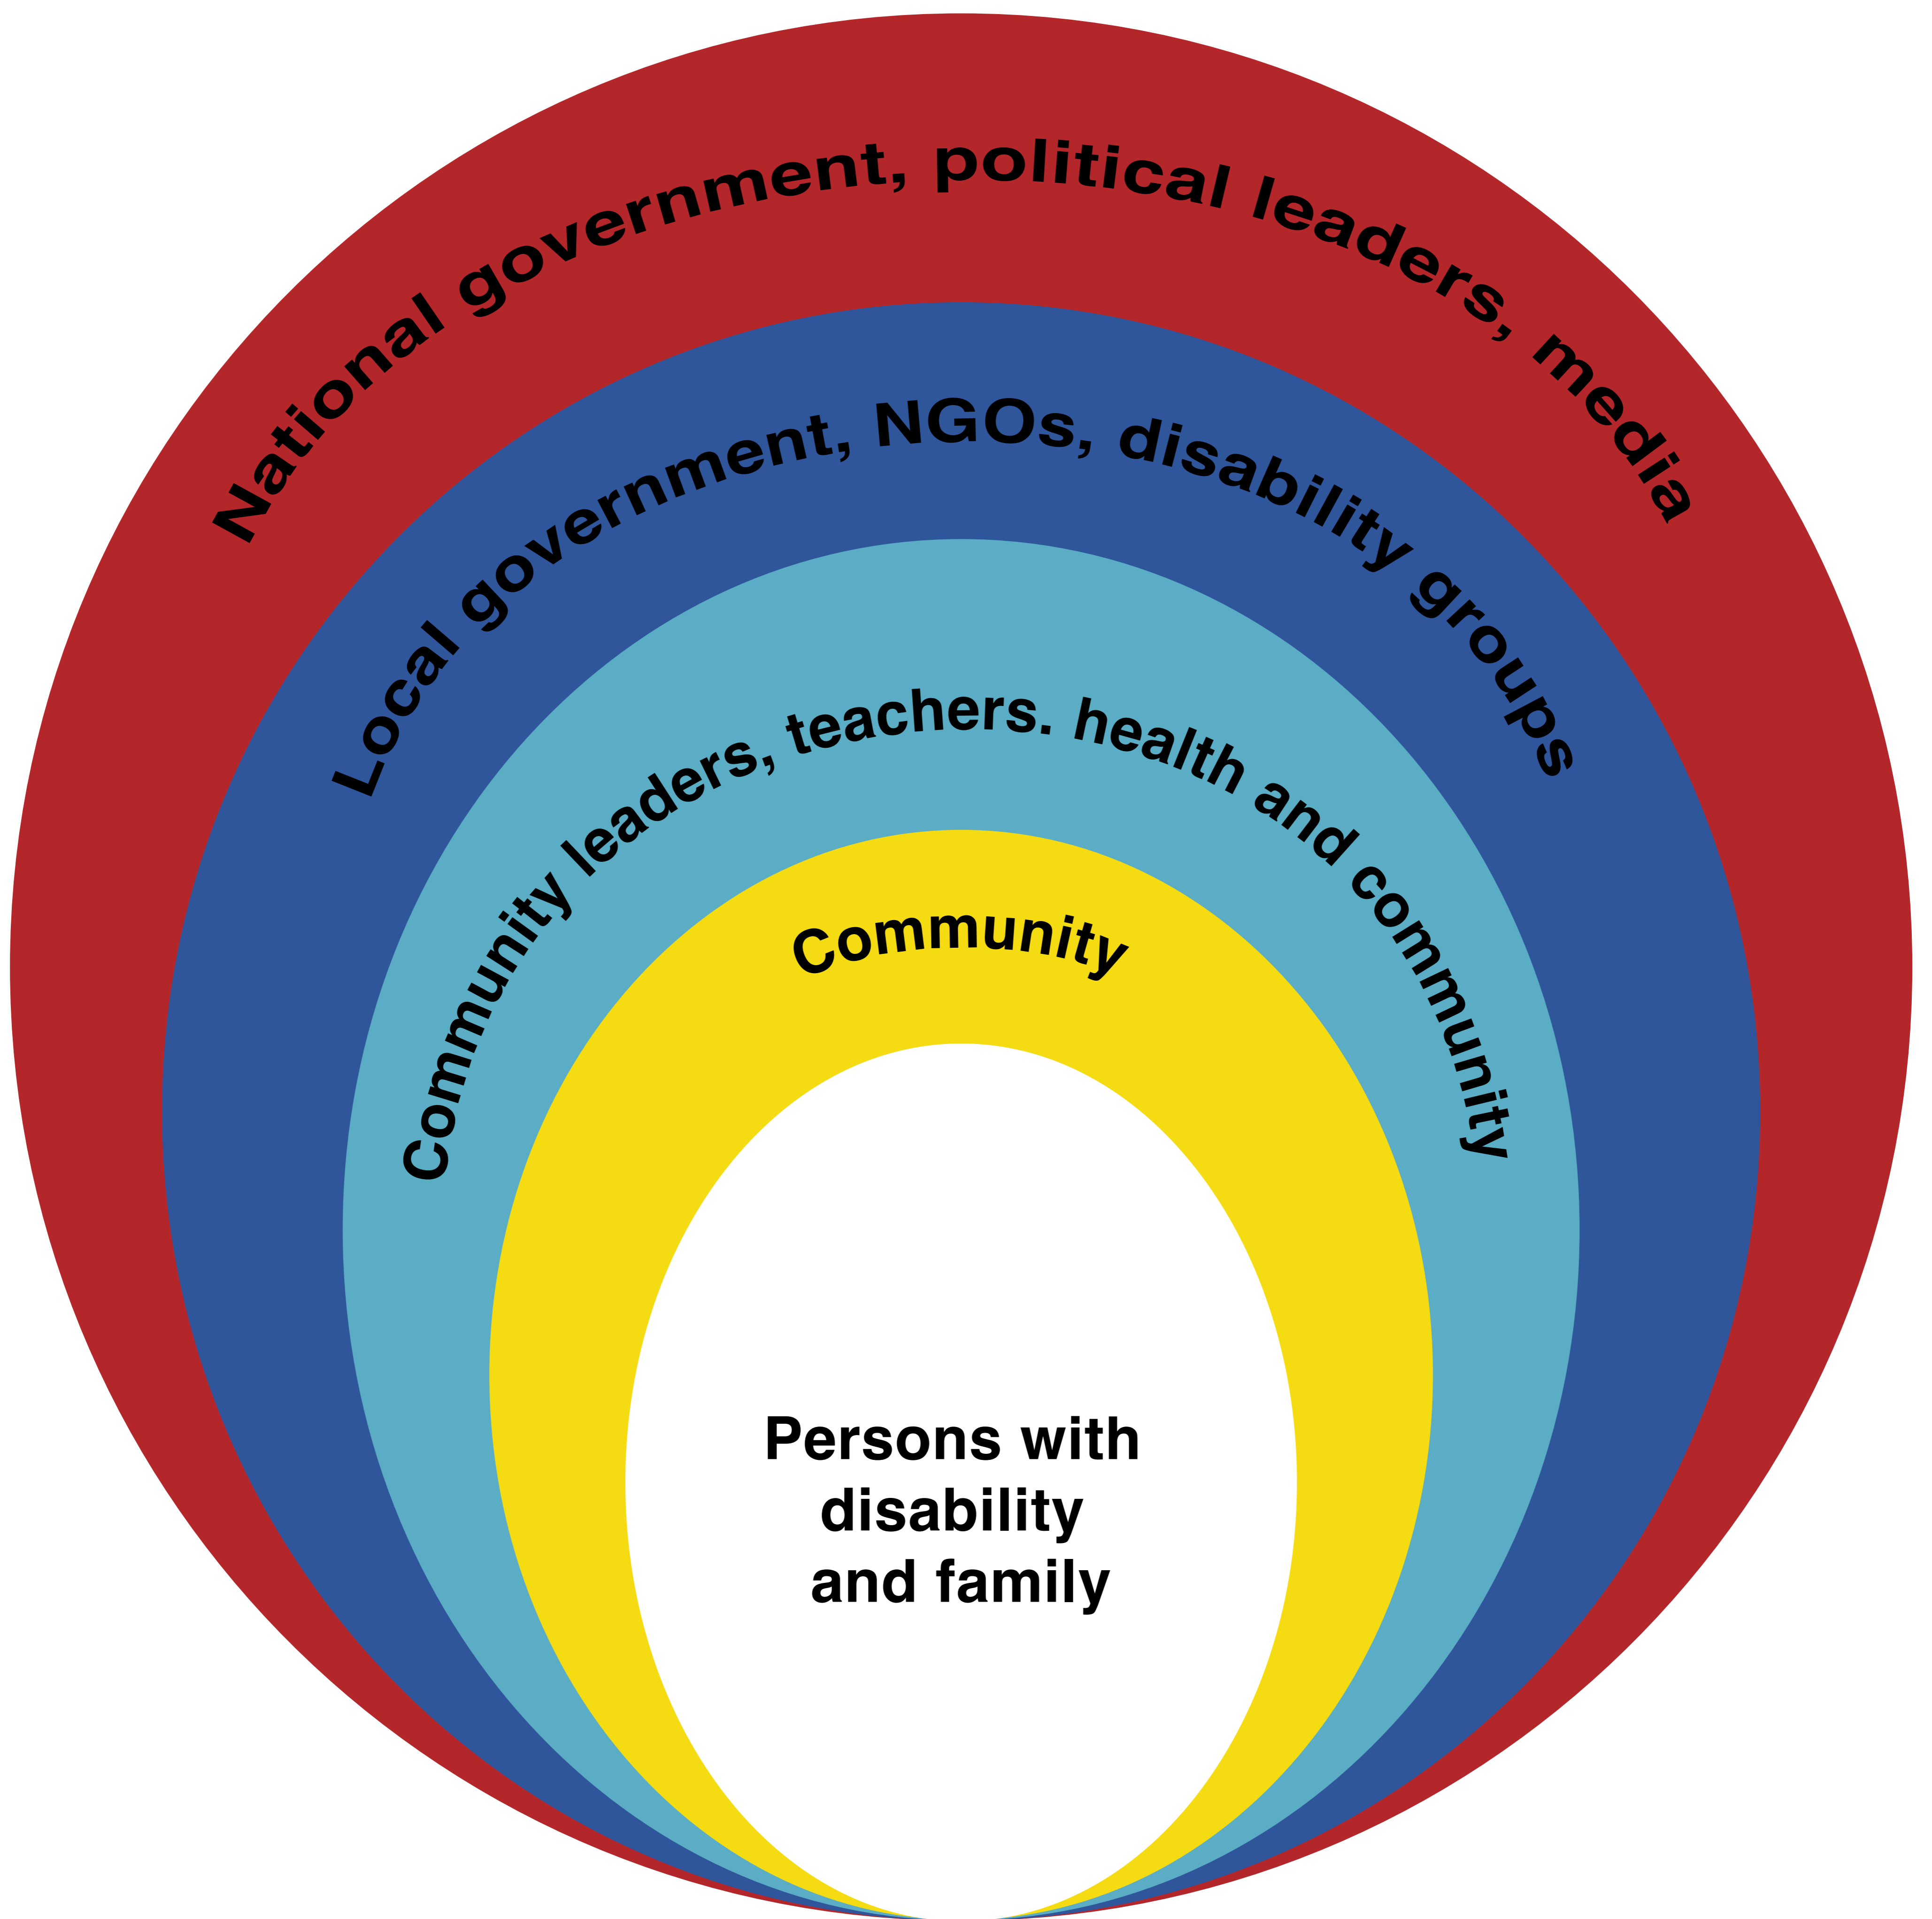 National government, political leaders, media
Local government, NGOs, disability groups
Community leaders, teachers. health and community
Community
Persons with
disability
and family